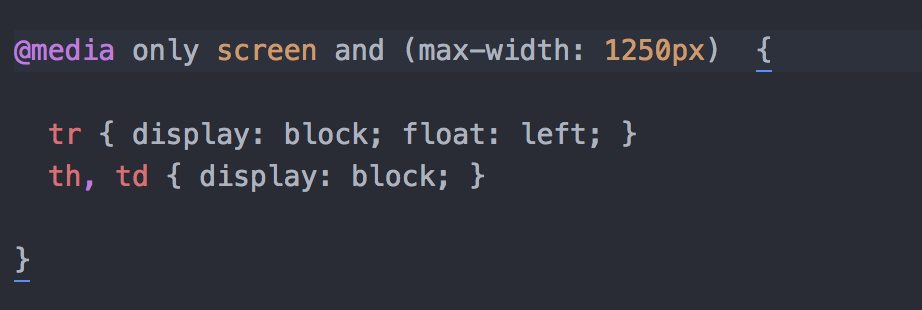 @media only screen and (max-width: 1250px)  {
tr { display: block; float: left; }
th, td { display: block; }
}